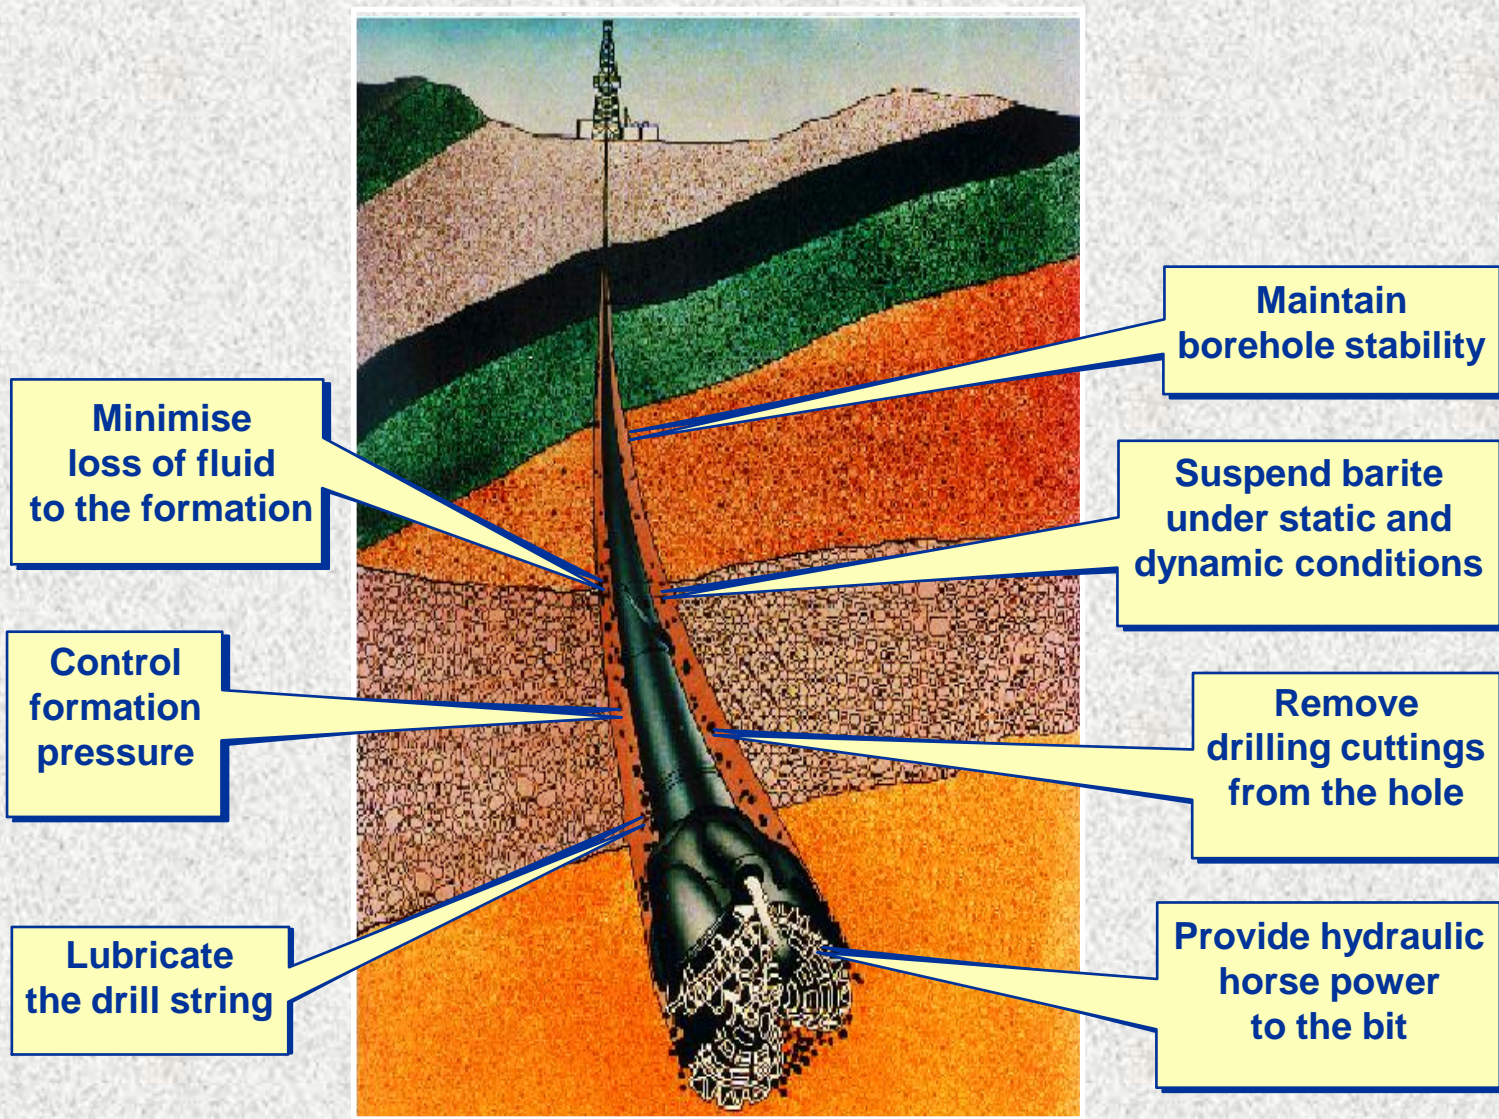 Maintain
borehole stability
Minimise
loss of fluid
to the formation
Suspend barite
under static and
dynamic conditions
Control
formation
pressure
Remove
drilling cuttings
from the hole
Lubricate
the drill string
Provide hydraulic
horse power
to the bit